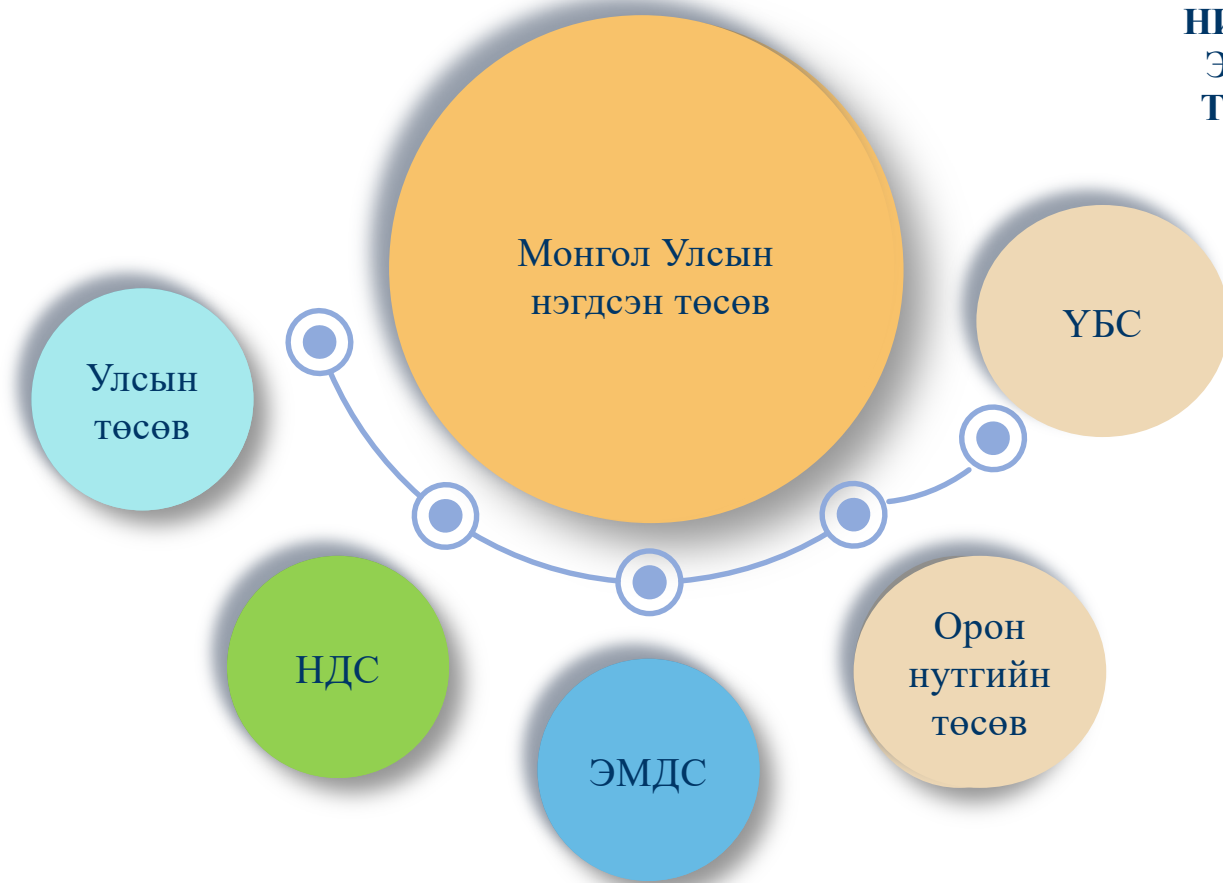 Монгол Улсын
нэгдсэн төсөв
ҮБС
Улсын
төсөв
НДС
ЭМДС
Орон
нутгийн
төсөв